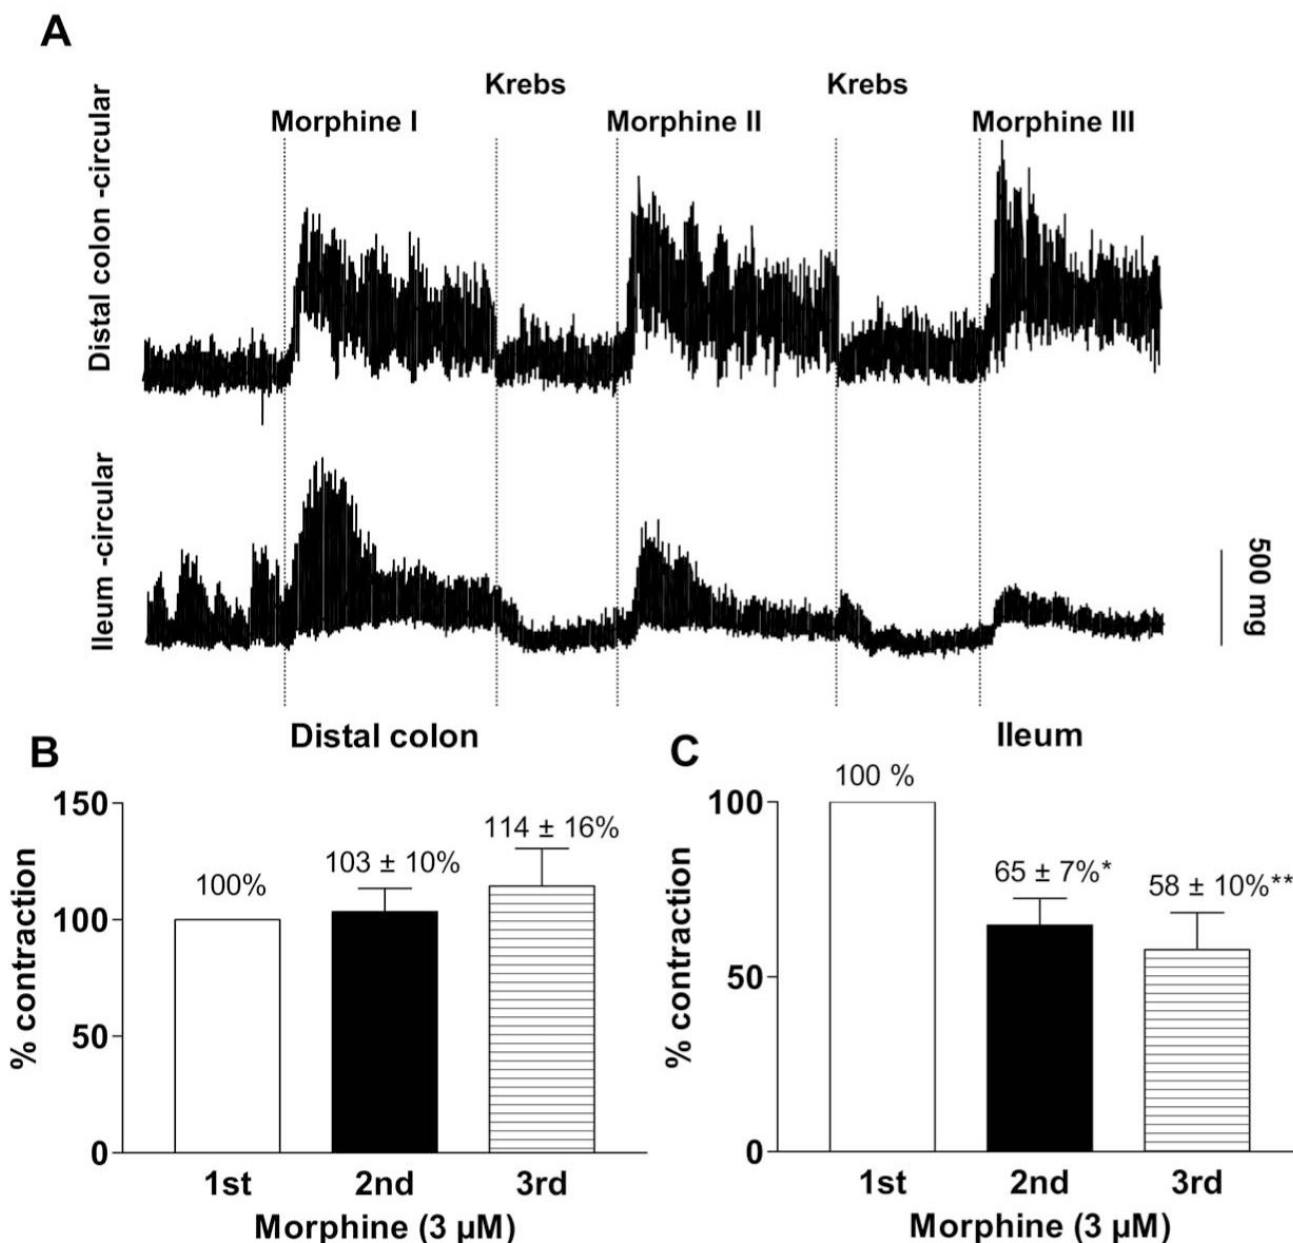 A
Krebs Krebs
Morphine I Morphine II Morphine III
Distal colon -circular
Ileum -circular
500 mg
B
Distal colon
150
100
50
0
% contraction
100%
103 ± 10%
114 ± 16%
1st 2nd 3rd
Morphine (3 µM)
C
Ileum
100
50
0
% contraction
100 %
65 ± 7%*
58 ± 10%**
1st 2nd 3rd
Morphine (3 µM)